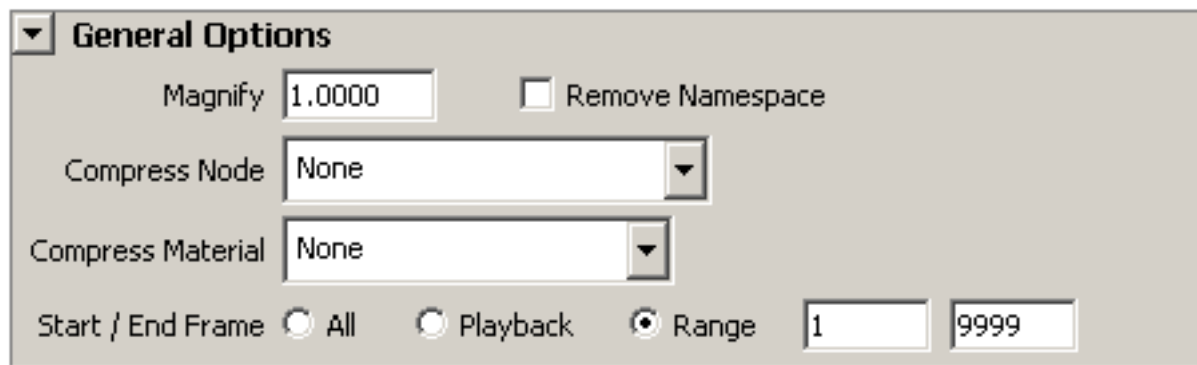 General Options
Magnify 1.0000 Remove Namespace
Compress Node None
Compress Material None
Start / End Frame All Playback Range 1 9999